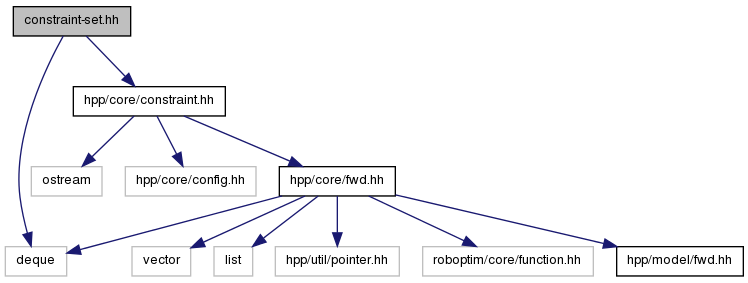 constraint-set.hh
hpp/core/constraint.hh
ostream
hpp/core/config.hh
hpp/core/fwd.hh
deque
vector
list
hpp/util/pointer.hh
roboptim/core/function.hh
hpp/model/fwd.hh